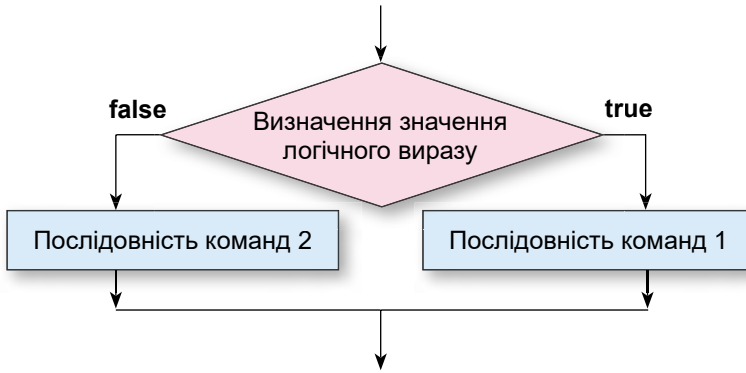 false
true
Визначення значення
логічного виразу
Послідовність команд 2
Послідовність команд 1